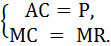 AC = P,
MC = MR.